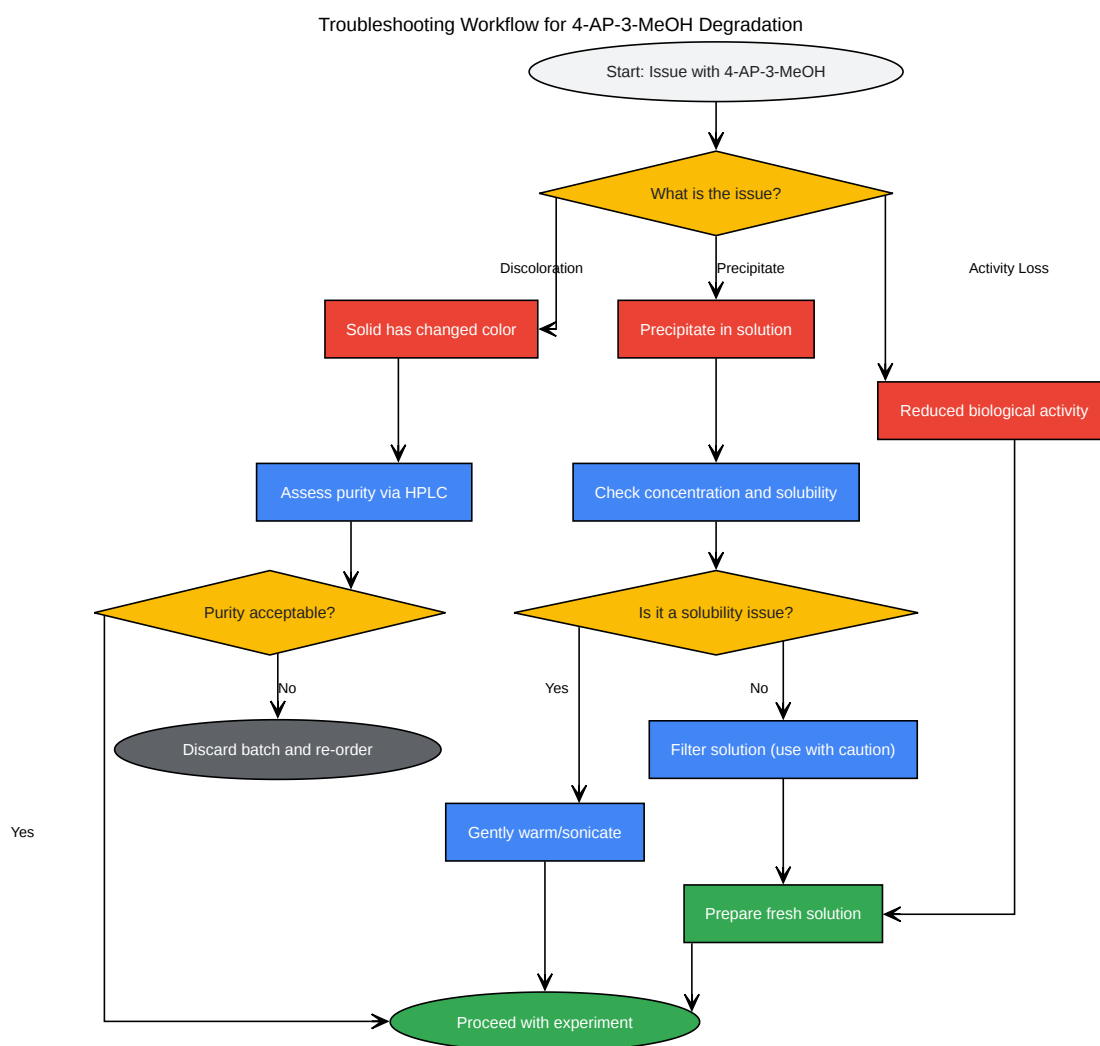 Troubleshooting Workflow for 4-AP-3-MeOH Degradation
Start: Issue with 4-AP-3-MeOH
What is the issue?
Discoloration
Precipitate
Activity Loss
Solid has changed color
Precipitate in solution
Reduced biological activity
Assess purity via HPLC
Check concentration and solubility
Purity acceptable?
Is it a solubility issue?
No
Yes
No
Discard batch and re-order
Filter solution (use with caution)
Yes
Gently warm/sonicate
Prepare fresh solution
Proceed with experiment